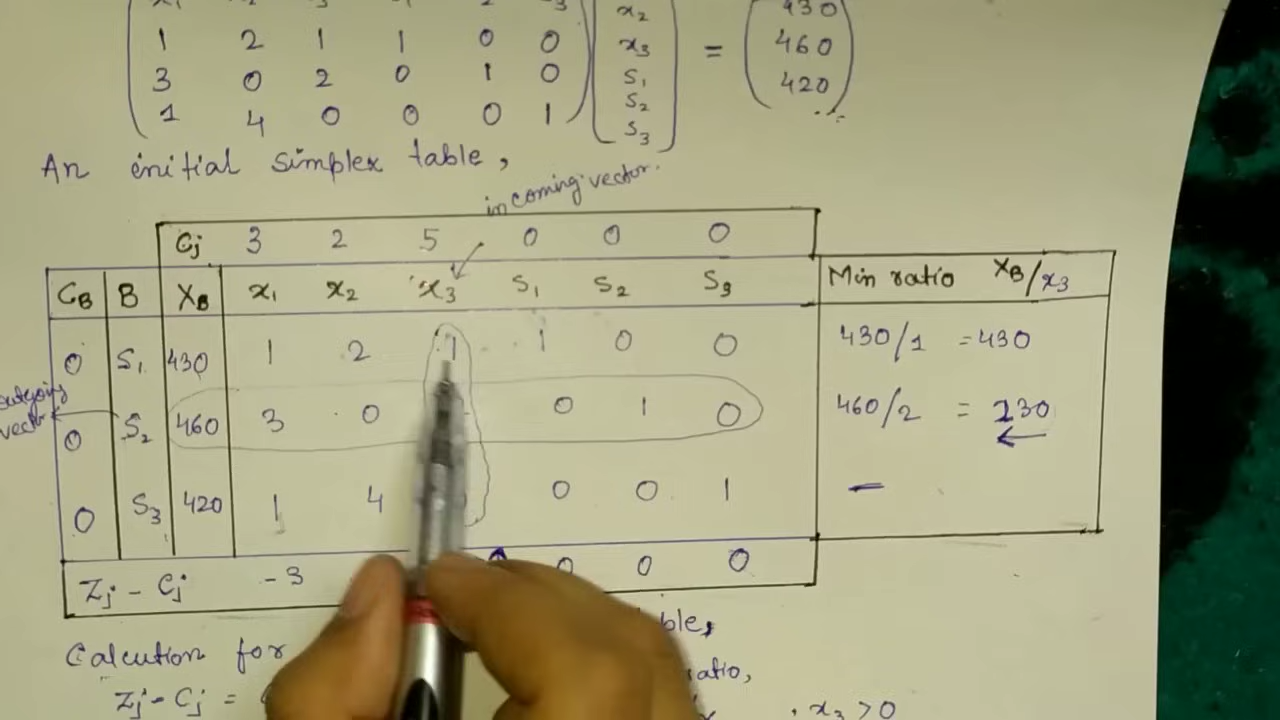 x₂ 430
1 2 1 1 0 0 x₃ = 460
3 0 2 0 1 0 S₁ 420
1 4 0 0 0 1 S₂
S₃
An initial simplex table,
incoming vector.
Cj 3 2 5 0 0 0
CB B XB x₁ x₂ x₃ S₁ S₂ S₃ Min ratio XB/x₃
0 S₁ 430 1 2 1 1 0 0 430/1 = 430
outgoing vector
0 S₂ 460 3 0 0 1 0 460/2 = 230
0 S₃ 420 1 4 0 0 1 -
Zj - Cj -3 0 0 0
Calcution for
Zj - Cj = , x₃ > 0